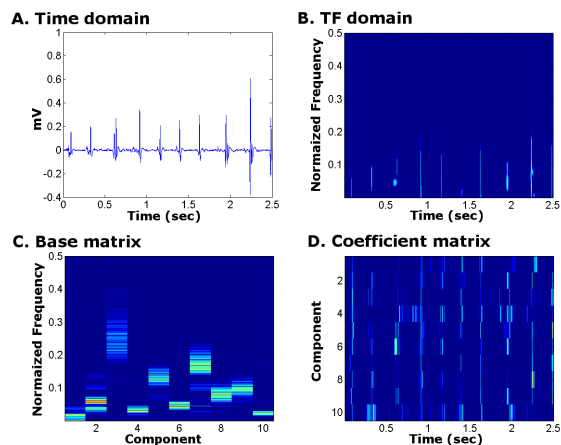 A. Time domain
B. TF domain
mV
1
0.8
0.6
0.4
0.2
0
-0.2
-0.4
0 0.5 1 1.5 2 2.5
Time (sec)
Normaized Frequency
0.5
0.4
0.3
0.2
0.1
0.5 1 1.5 2 2.5
Time (sec)
C. Base matrix
D. Coefficient matrix
Normaized Frequency
0.5
0.4
0.3
0.2
0.1
2 4 6 8 10
Component
Component
2
4
6
8
10
0.5 1 1.5 2 2.5
Time (sec)